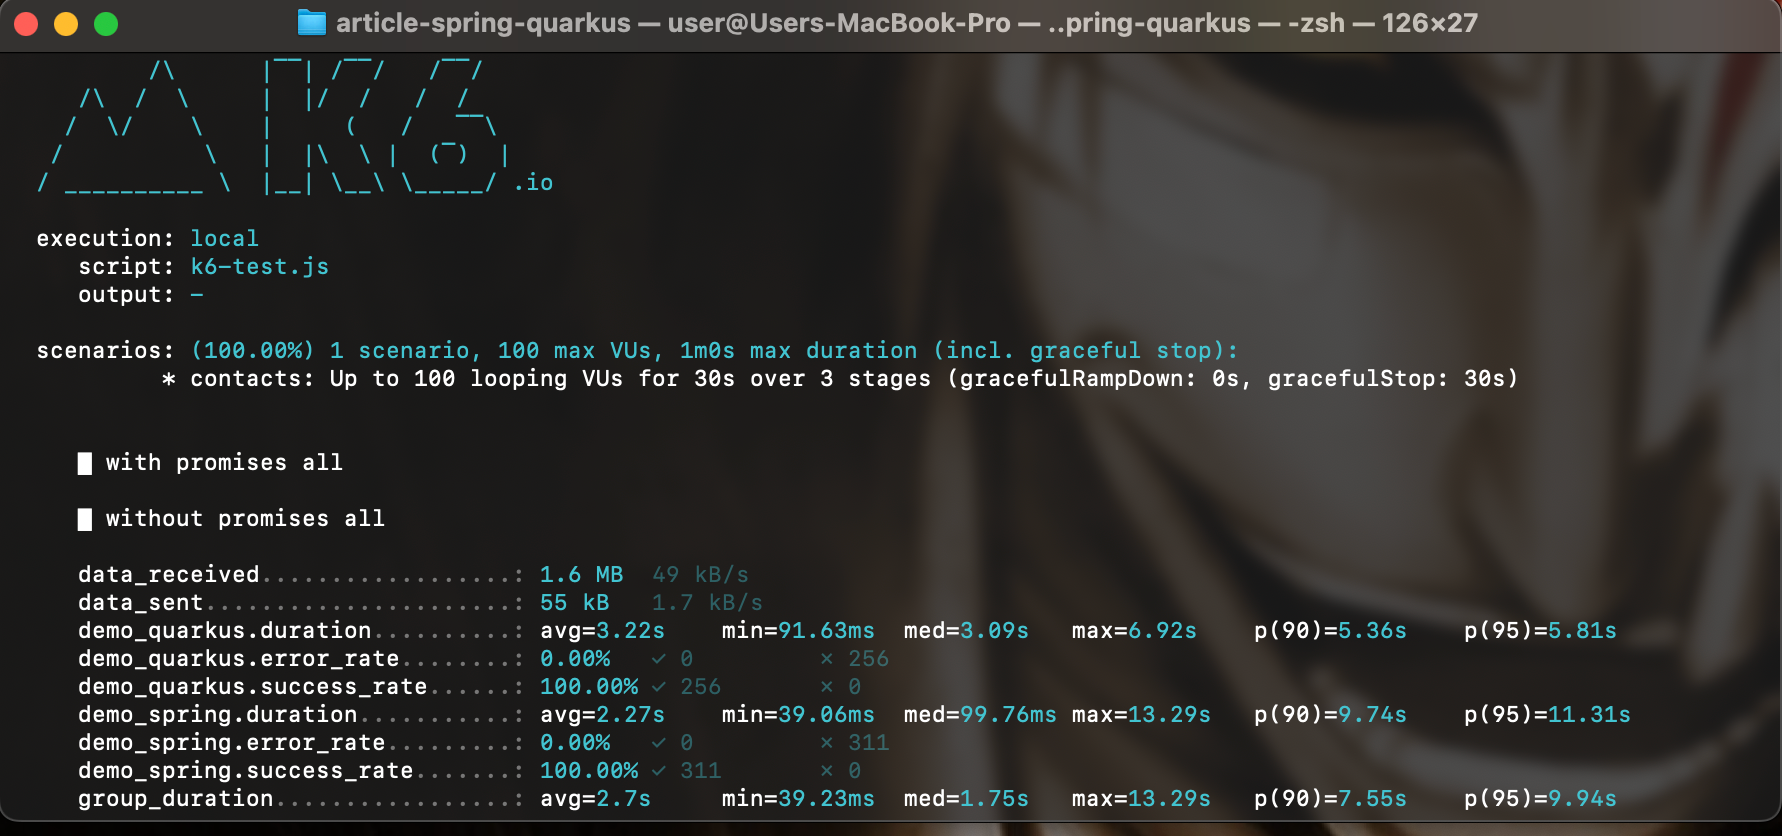 article-spring-quarkus — user@Users-MacBook-Pro — ..pring-quarkus — -zsh — 126×27
          /\      |‾‾| /‾‾/   /‾‾/
     /\  /  \     |  |/  /   /  /
    /  \/    \    |     (   /   ‾‾\
   /          \   |  |\  \ |  (‾)  |
  / __________ \  |__| \__\ \_____/ .io
execution: local
script: k6-test.js
output: -
scenarios: (100.00%) 1 scenario, 100 max VUs, 1m0s max duration (incl. graceful stop):
* contacts: Up to 100 looping VUs for 30s over 3 stages (gracefulRampDown: 0s, gracefulStop: 30s)
█ with promises all
█ without promises all
data_received..................: 1.6 MB 49 kB/s
data_sent......................: 55 kB 1.7 kB/s
demo_quarkus.duration..........: avg=3.22s min=91.63ms med=3.09s max=6.92s p(90)=5.36s p(95)=5.81s
demo_quarkus.error_rate........: 0.00% ✓ 0 ✗ 256
demo_quarkus.success_rate......: 100.00% ✓ 256 ✗ 0
demo_spring.duration...........: avg=2.27s min=39.06ms med=99.76ms max=13.29s p(90)=9.74s p(95)=11.31s
demo_spring.error_rate.........: 0.00% ✓ 0 ✗ 311
demo_spring.success_rate.......: 100.00% ✓ 311 ✗ 0
group_duration.................: avg=2.7s min=39.23ms med=1.75s max=13.29s p(90)=7.55s p(95)=9.94s